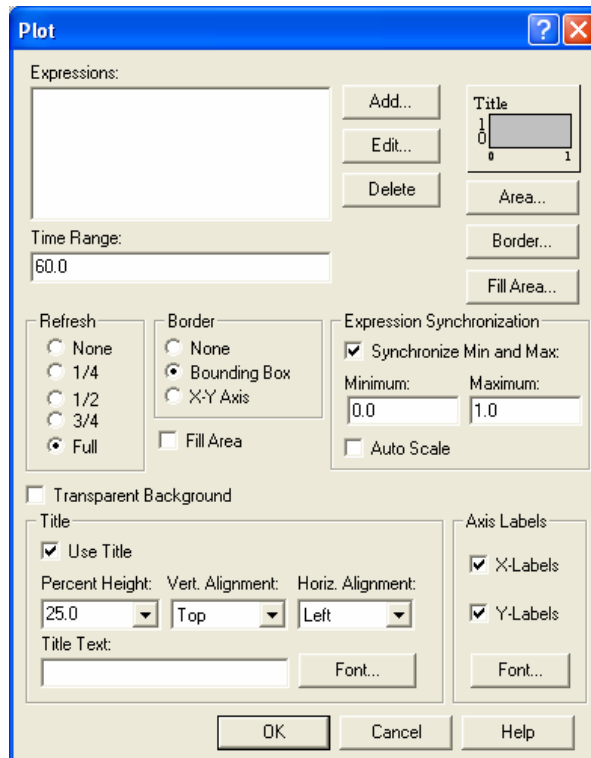 Plot
Expressions:
Add...
Edit...
Delete
Title
1
0
0 1
Area...
Border...
Fill Area...
Time Range:
60.0
Refresh
None
1/4
1/2
3/4
Full
Border
None
Bounding Box
X-Y Axis
Fill Area
Expression Synchronization
Synchronize Min and Max:
Minimum: Maximum:
0.0 1.0
Auto Scale
Transparent Background
Title
Use Title
Percent Height: Vert. Alignment: Horiz. Alignment:
25.0 Top Left
Title Text:
Font...
Axis Labels
X-Labels
Y-Labels
Font...
OK Cancel Help